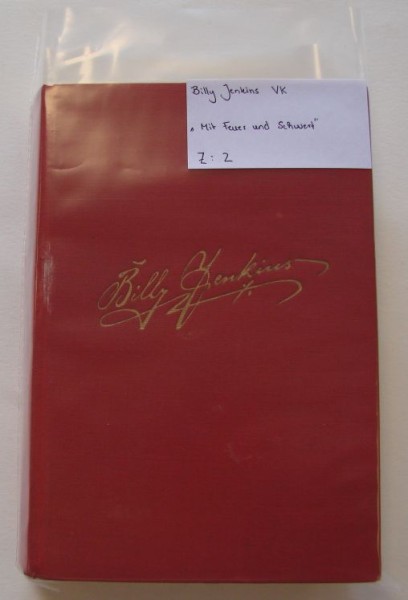 Billy Jenkins VK
„Mit Feuer und Schwert"
Z: 2
Billy Jenkins